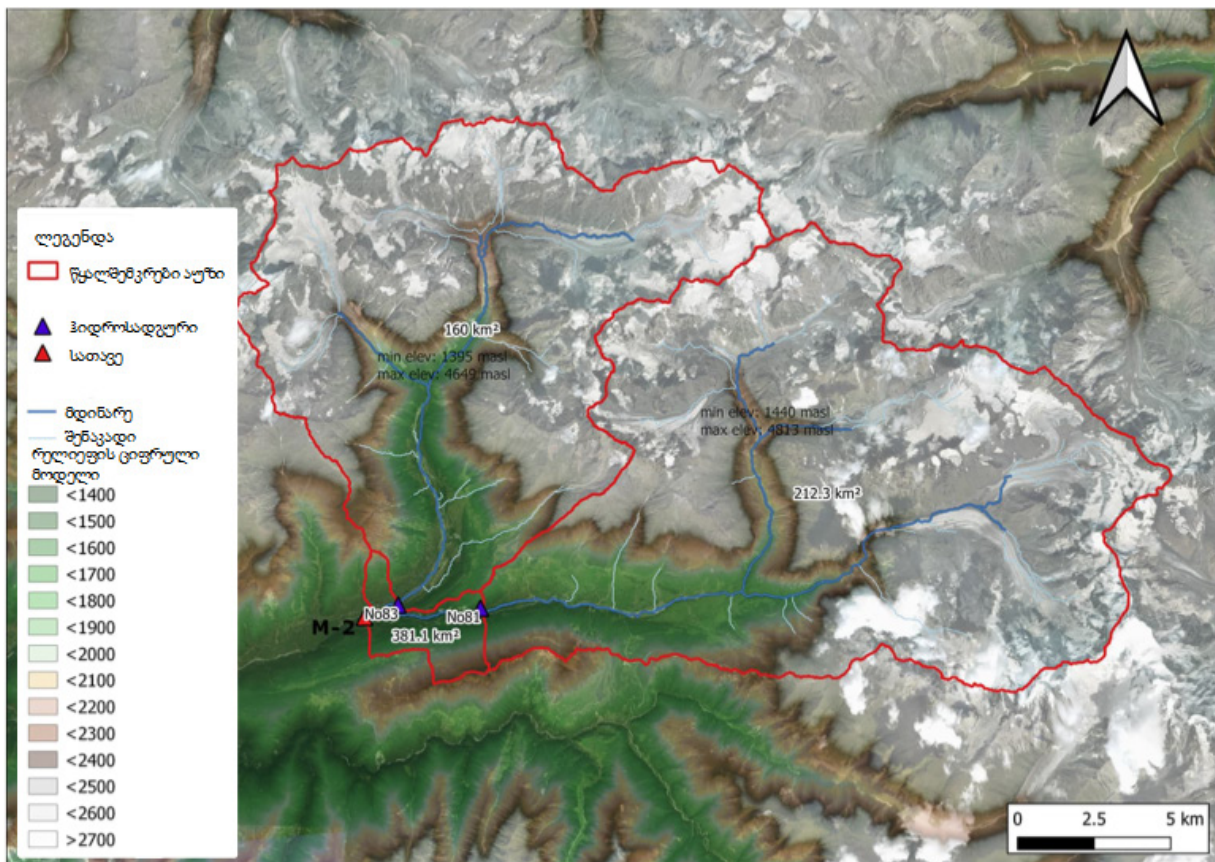 ლეგენდა
წყალშემკრები აუზი
ჰიდროსადგური
სათავე
მდინარე
შენაკადი
რელიეფის ციფრული
მოდელი
<1400
<1500
<1600
<1700
<1800
<1900
<2000
<2100
<2200
<2300
<2400
<2500
<2600
>2700
160 km²
min elev: 1395 masl
max elev: 4649 masl
min elev: 1440 masl
max elev: 4813 masl
212.3 km²
No83
No81
M-2
381.1 km²
0 2.5 5 km